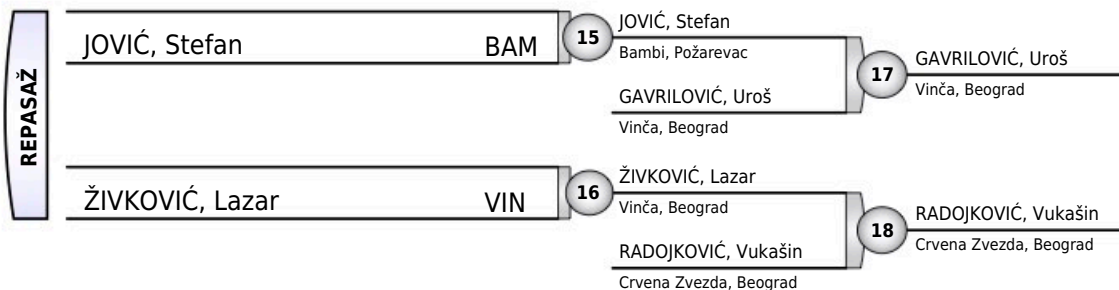 REPASAŽ
JOVIĆ, Stefan BAM
15
JOVIĆ, Stefan
Bambi, Požarevac
GAVRILOVIĆ, Uroš
Vinča, Beograd
17
GAVRILOVIĆ, Uroš
Vinča, Beograd
ŽIVKOVIĆ, Lazar VIN
16
ŽIVKOVIĆ, Lazar
Vinča, Beograd
RADOJKOVIĆ, Vukašin
Crvena Zvezda, Beograd
18
RADOJKOVIĆ, Vukašin
Crvena Zvezda, Beograd